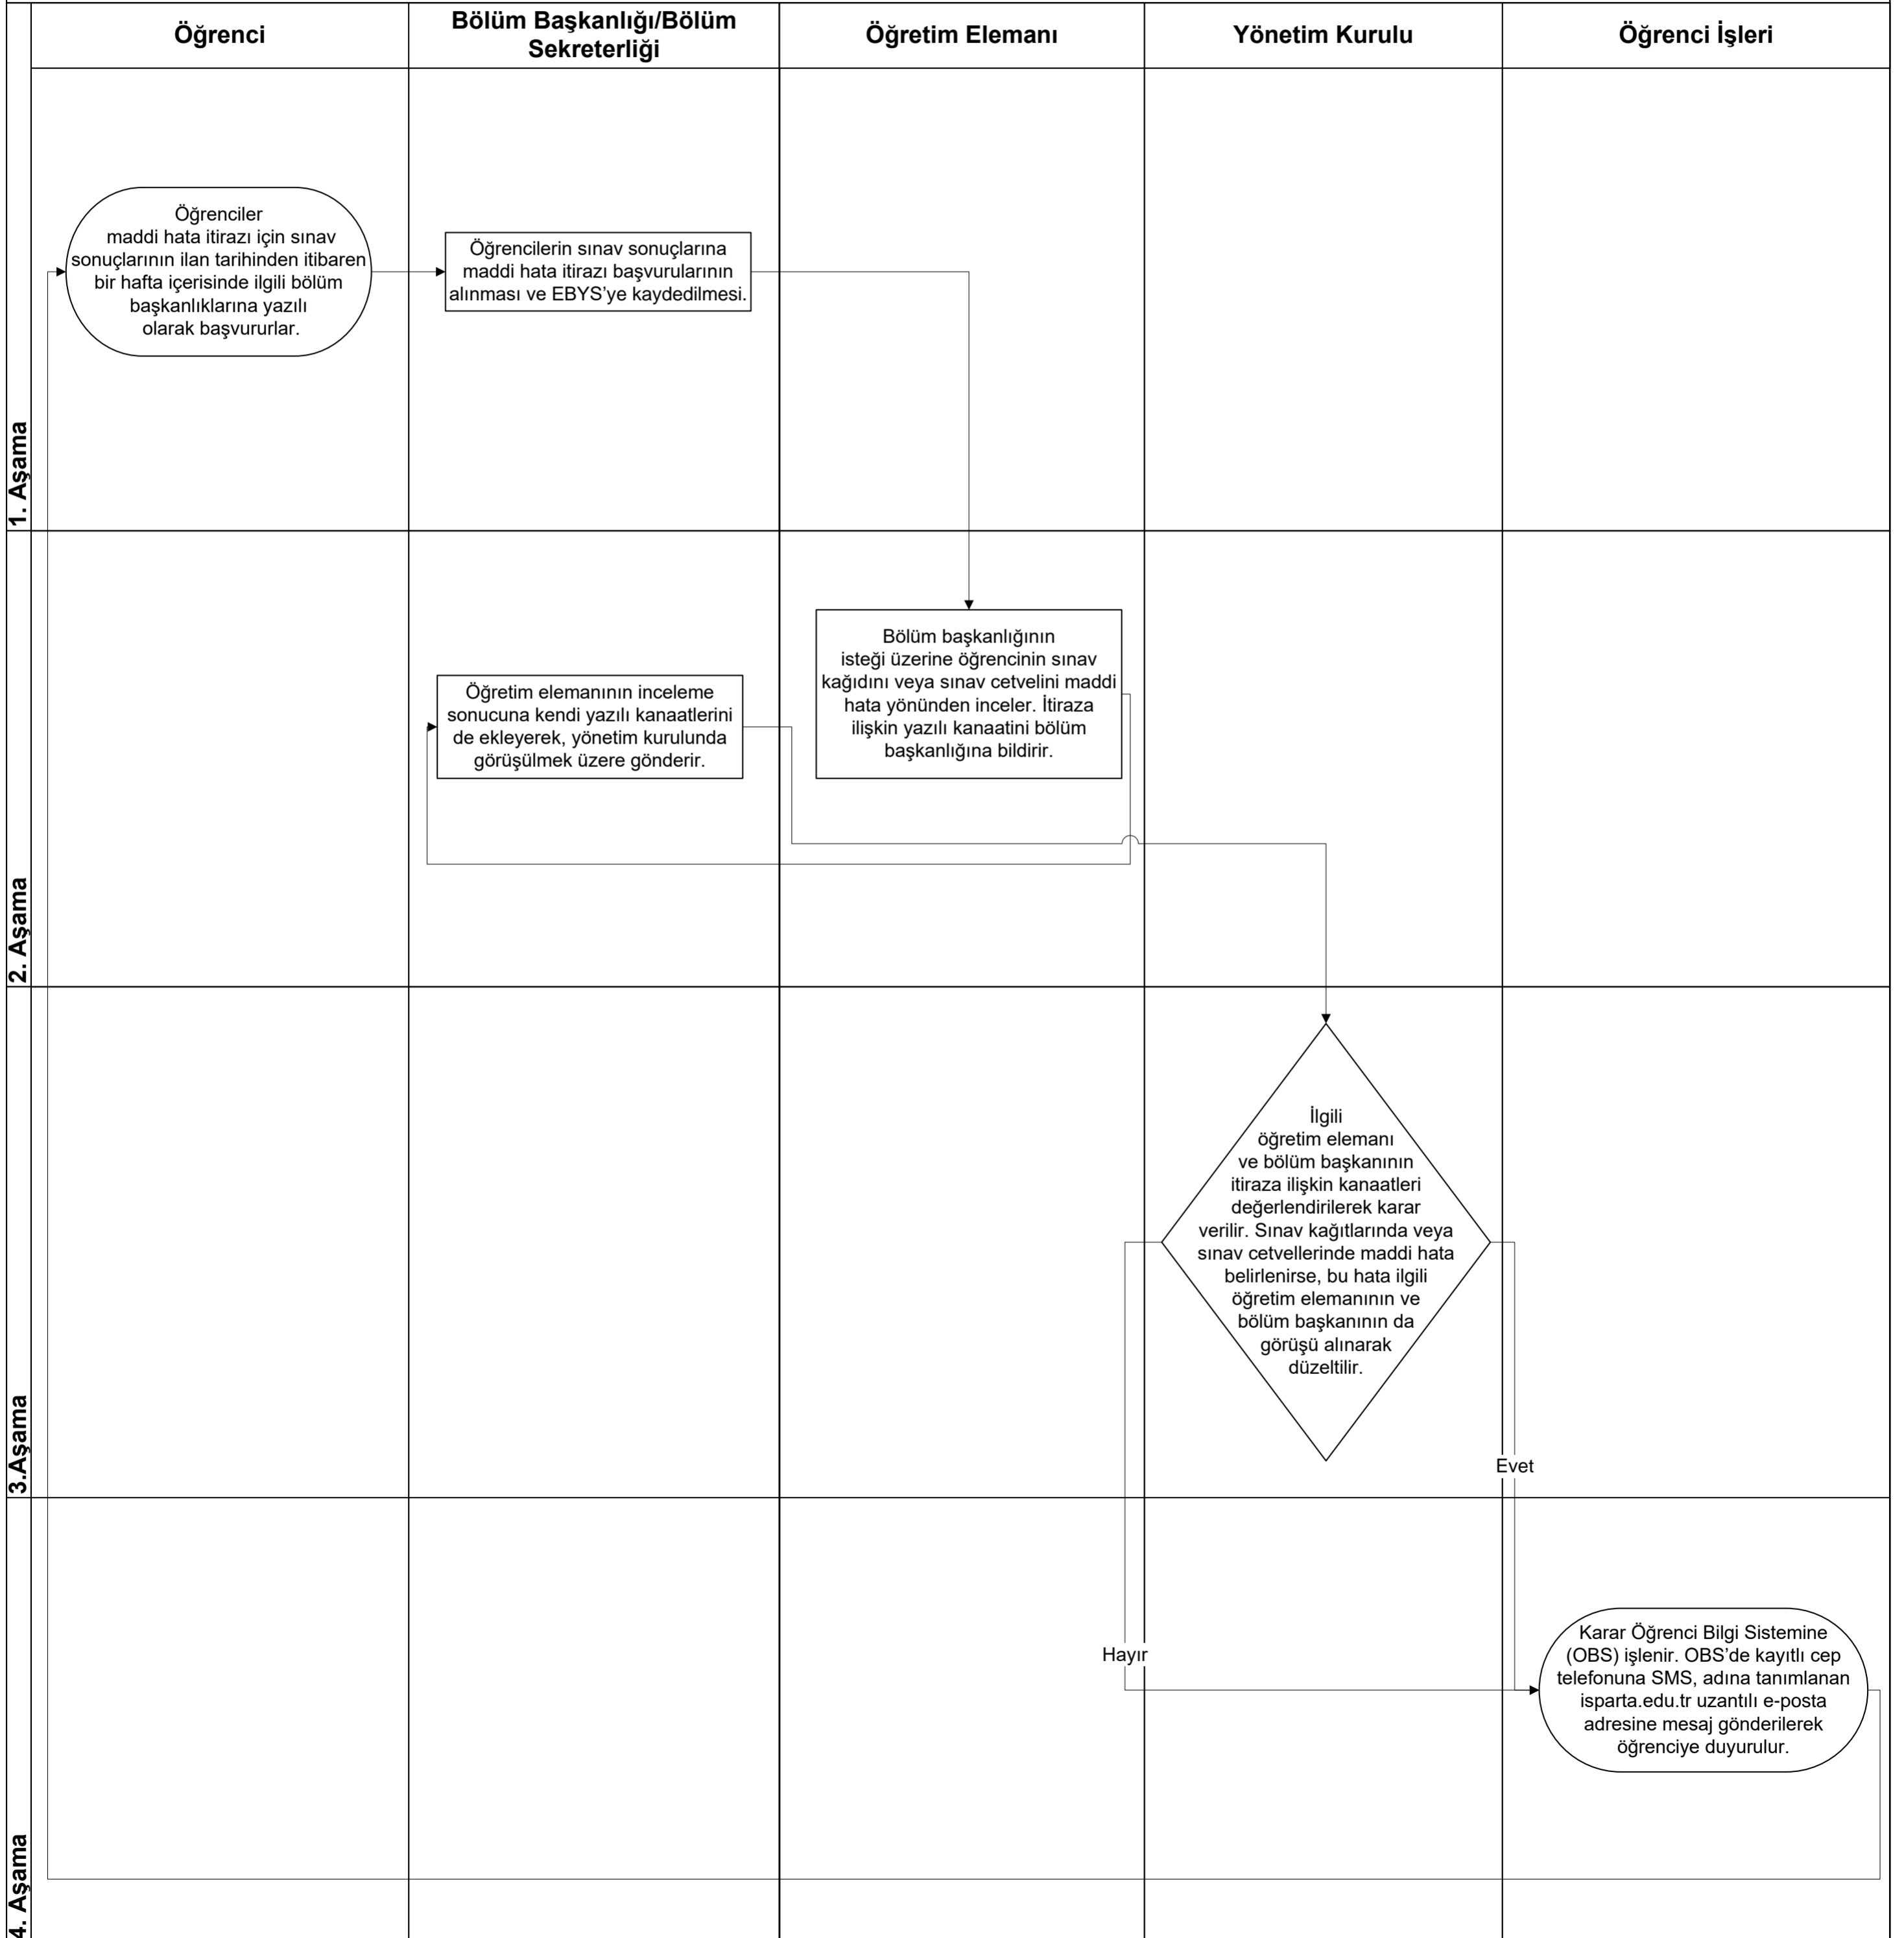 Öğrenci
Bölüm Başkanlığı/Bölüm
Sekreterliği
Öğretim Elemanı
Yönetim Kurulu
Öğrenci İşleri
1. Aşama
Öğrenciler
maddi hata itirazı için sınav
sonuçlarının ilan tarihinden itibaren
bir hafta içerisinde ilgili bölüm
başkanlıklarına yazılı
olarak başvururlar.
Öğrencilerin sınav sonuçlarına
maddi hata itirazı başvurularının
alınması ve EBYS’ye kaydedilmesi.
2. Aşama
Öğretim elemanının inceleme
sonucuna kendi yazılı kanaatlerini
de ekleyerek, yönetim kurulunda
görüşülmek üzere gönderir.
Bölüm başkanlığının
isteği üzerine öğrencinin sınav
kağıdını veya sınav cetvelini maddi
hata yönünden inceler. İtiraza
ilişkin yazılı kanaatini bölüm
başkanlığına bildirir.
3.Aşama
İlgili
öğretim elemanı
ve bölüm başkanının
itiraza ilişkin kanaatleri
değerlendirilerek karar
verilir. Sınav kağıtlarında veya
sınav cetvellerinde maddi hata
belirlenirse, bu hata ilgili
öğretim elemanının ve
bölüm başkanının da
görüşü alınarak
düzeltilir.
Evet
4. Aşama
Hayır
Karar Öğrenci Bilgi Sistemine
(OBS) işlenir. OBS’de kayıtlı cep
telefonuna SMS, adına tanımlanan
isparta.edu.tr uzantılı e-posta
adresine mesaj gönderilerek
öğrenciye duyurulur.